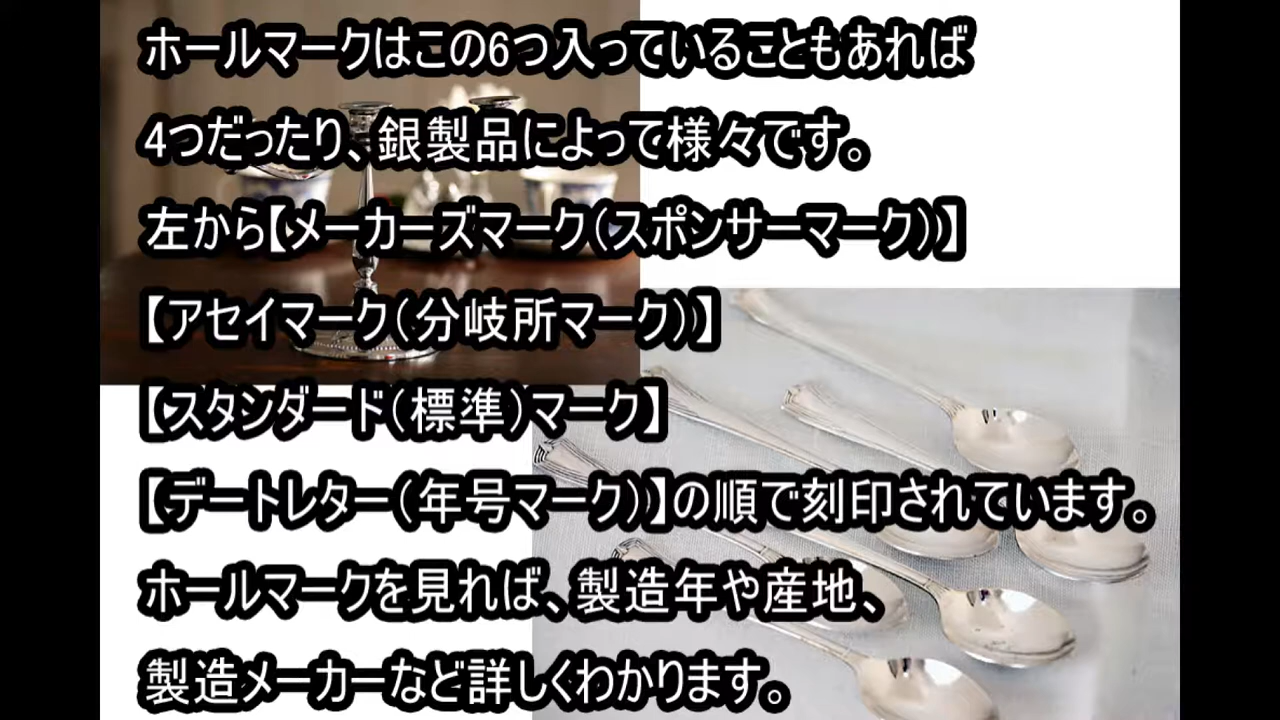 ホールマークはこの6つ入っていることもあれば
4つだったり、銀製品によって様々です。
左から【メーカーズマーク（スポンサーマーク）】
【アセイマーク（分岐所マーク）】
【スタンダード（標準）マーク】
【デートレター（年号マーク）】の順で刻印されています。
ホールマークを見れば、製造年や産地、
製造メーカーなど詳しくわかります。